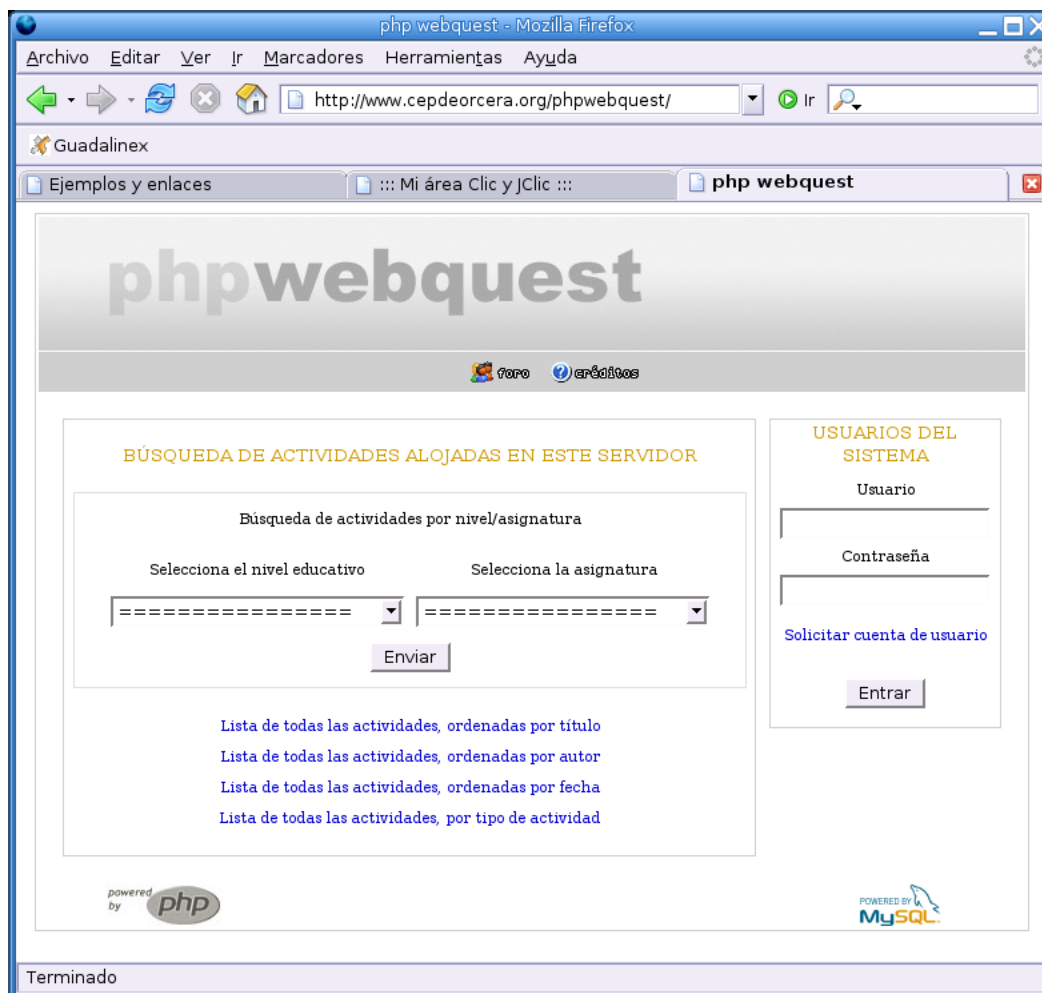 php webquest - Mozilla Firefox
Archivo Editar Ver Ir Marcadores Herramientas Ayuda
http://www.cepdeorcera.org/phpwebquest/ Ir
Guadalinex
Ejemplos y enlaces ::: Mi área Clic y JClic ::: php webquest
phpwebquest
foro créditos
BÚSQUEDA DE ACTIVIDADES ALOJADAS EN ESTE SERVIDOR
Búsqueda de actividades por nivel/asignatura
Selecciona el nivel educativo Selecciona la asignatura
================ ================
Enviar
Lista de todas las actividades, ordenadas por título
Lista de todas las actividades, ordenadas por autor
Lista de todas las actividades, ordenadas por fecha
Lista de todas las actividades, por tipo de actividad
USUARIOS DEL
SISTEMA
Usuario
Contraseña
Solicitar cuenta de usuario
Entrar
powered
by php
POWERED BY
MySQL.
Terminado